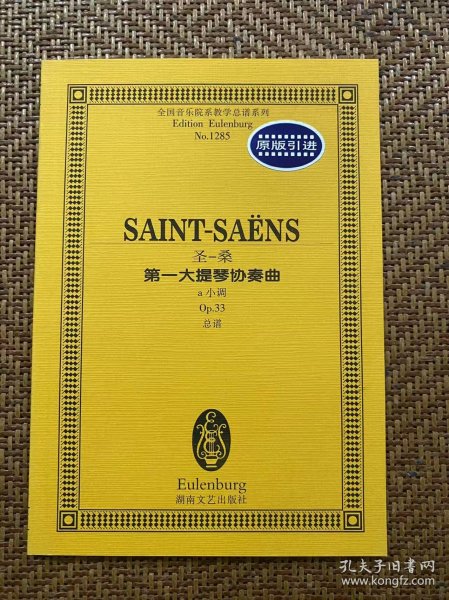 全国音乐院系教学总谱系列
Edition Eulenburg
No.1285
原版引进
SAINT-SAËNS
圣-桑
第一大提琴协奏曲
a 小调
Op.33
总谱
Eulenburg
湖南文艺出版社
孔夫子旧书网
www.kongfz.com